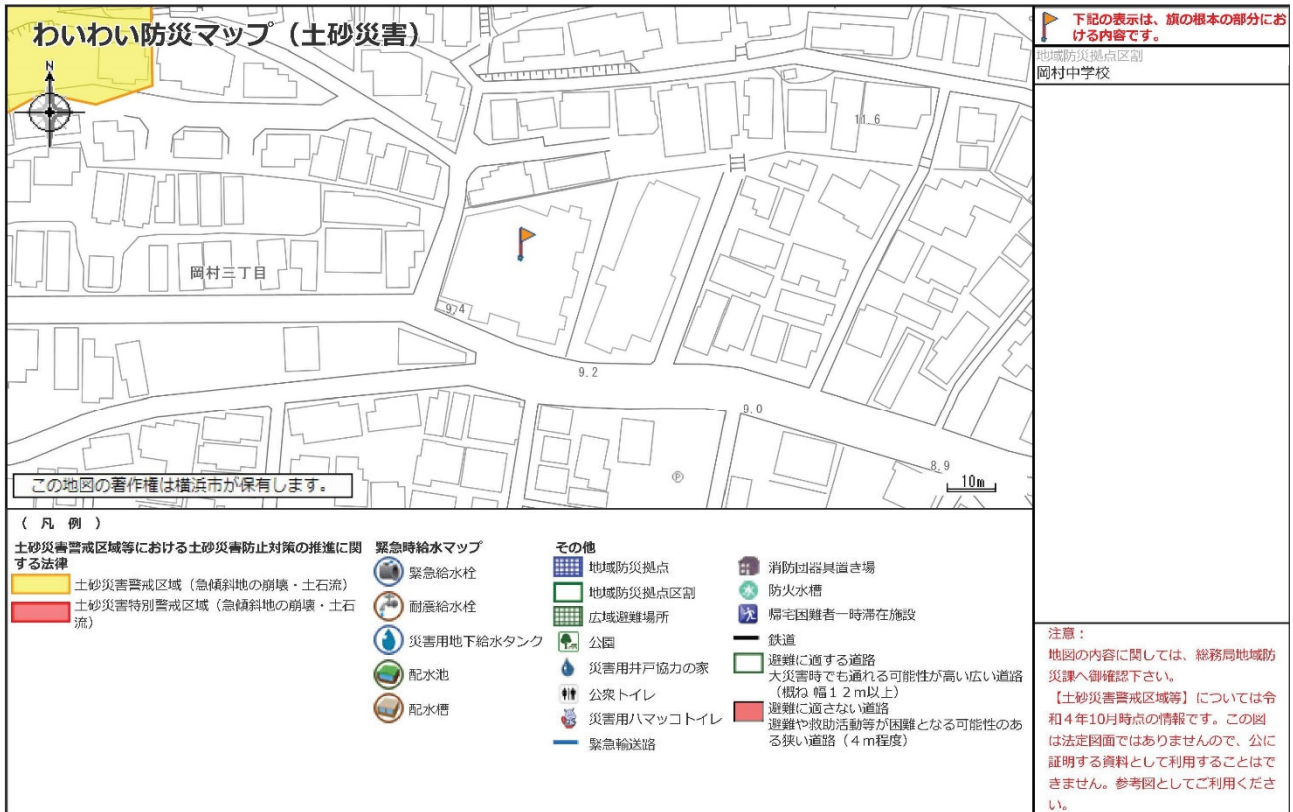 わいわい防災マップ（土砂災害）
N
11.6
岡村三丁目
9.4
9.2
9.0
8.9
P
10m
この地図の著作権は横浜市が保有します。
下記の表示は、旗の根本の部分にお
ける内容です。
地域防災拠点区割
岡村中学校
（ 凡 例 ）
土砂災害警戒区域等における土砂災害防止対策の推進に関
する法律
土砂災害警戒区域（急傾斜地の崩壊・土石流）
土砂災害特別警戒区域（急傾斜地の崩壊・土石
流）
緊急時給水マップ
緊急給水栓
耐震給水栓
災害用地下給水タンク
配水池
配水槽
その他
地域防災拠点
地域防災拠点区割
広域避難場所
公園
災害用井戸協力の家
公衆トイレ
災害用ハマッコトイレ
緊急輸送路
消防団器具置き場
防火水槽
帰宅困難者一時滞在施設
鉄道
避難に適する道路
大災害時でも通れる可能性が高い広い道路
（概ね 幅１２ｍ以上）
避難に適さない道路
避難や救助活動等が困難となる可能性のあ
る狭い道路（４ｍ程度）
注意：
地図の内容に関しては、総務局地域防
災課へ御確認下さい。
【土砂災害警戒区域等】については令
和４年10月時点の情報です。この図
は法定図面ではありませんので、公に
証明する資料として利用することはで
きません。参考図としてご利用くださ
い。